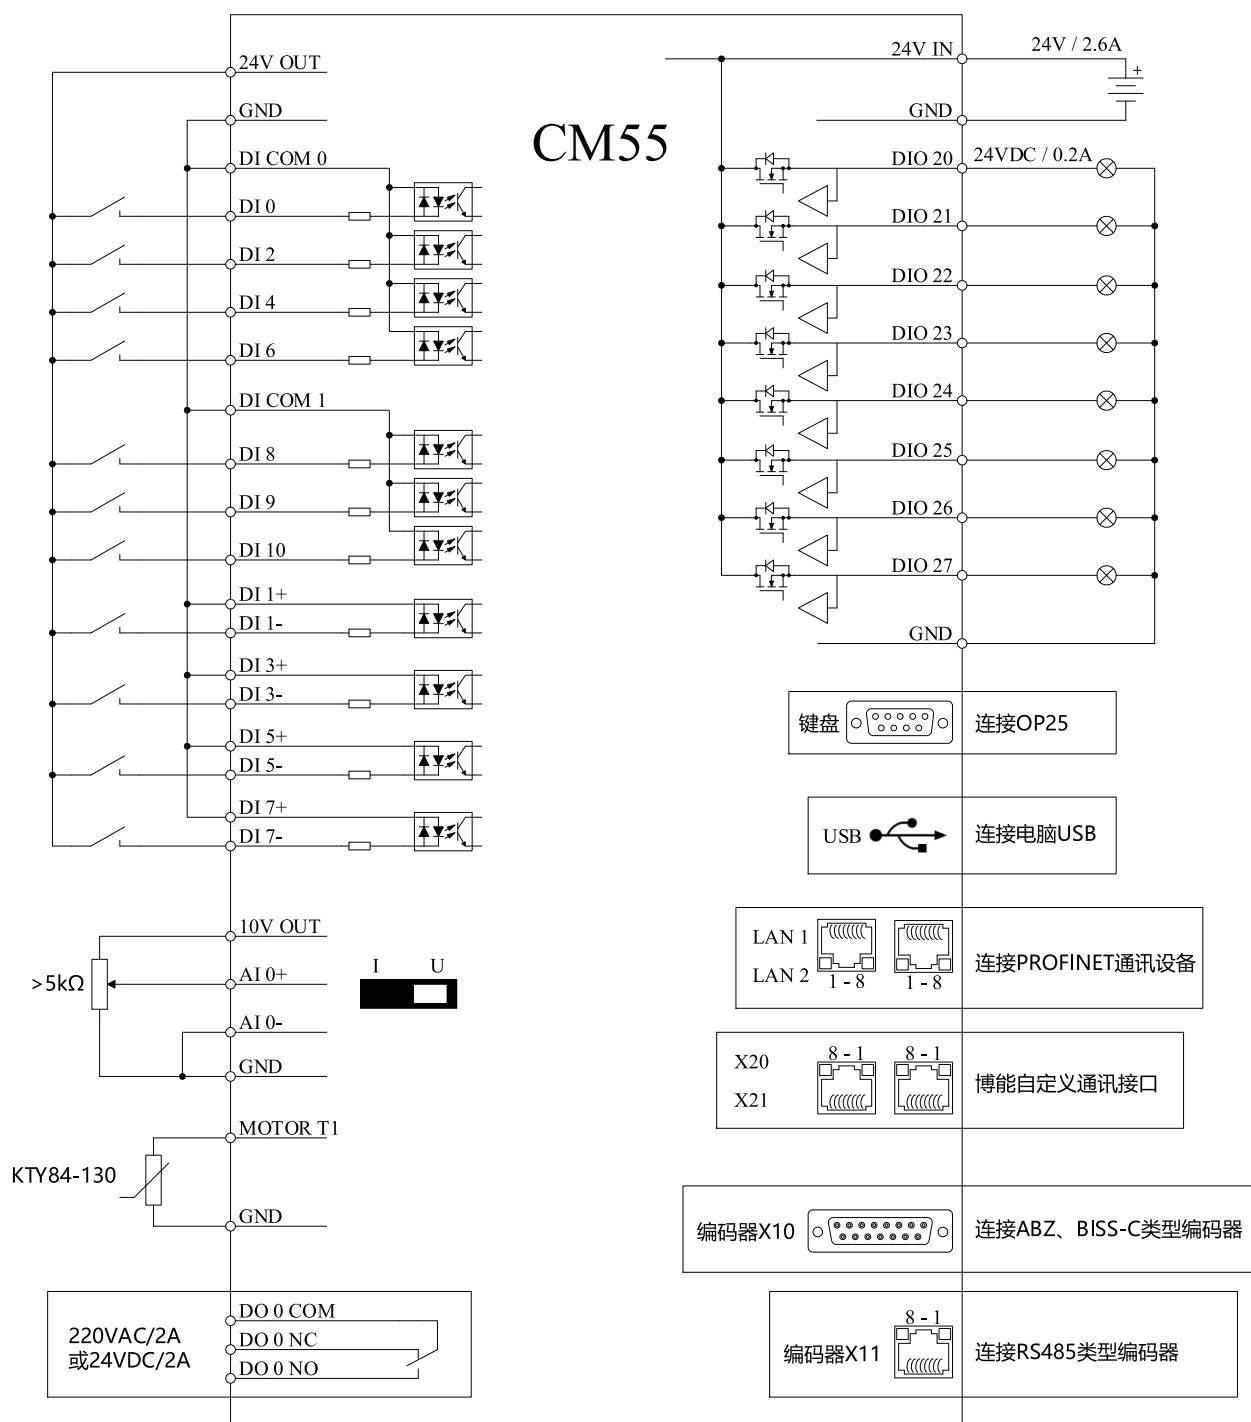 CM55
24V OUT
GND
DI COM 0
DI 0
DI 2
DI 4
DI 6
DI COM 1
DI 8
DI 9
DI 10
DI 1+
DI 1-
DI 3+
DI 3-
DI 5+
DI 5-
DI 7+
DI 7-
10V OUT
>5kΩ
AI 0+
I U
AI 0-
GND
MOTOR T1
KTY84-130
GND
DO 0 COM
220VAC/2A
DO 0 NC
或24VDC/2A
DO 0 NO
24V IN 24V / 2.6A
+
GND
DIO 20 24VDC / 0.2A
DIO 21
DIO 22
DIO 23
DIO 24
DIO 25
DIO 26
DIO 27
GND
键盘 连接OP25
USB 连接电脑USB
LAN 1
LAN 2
1 - 8 1 - 8
连接PROFINET通讯设备
8 - 1 8 - 1
X20
X21
博能自定义通讯接口
编码器X10 连接ABZ、BISS-C类型编码器
8 - 1
编码器X11 连接RS485类型编码器